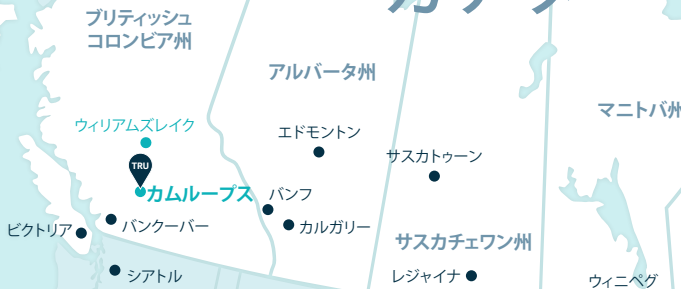 ブリティッシュ
コロンビア州
アルバータ州
マニトバ州
ウィリアムズレイク
エドモントン
サスカトゥーン
TRU
カムループス
バンフ
ビクトリア
バンクーバー
カルガリー
サスカチェワン州
シアトル
レジャイナ
ウィニペグ